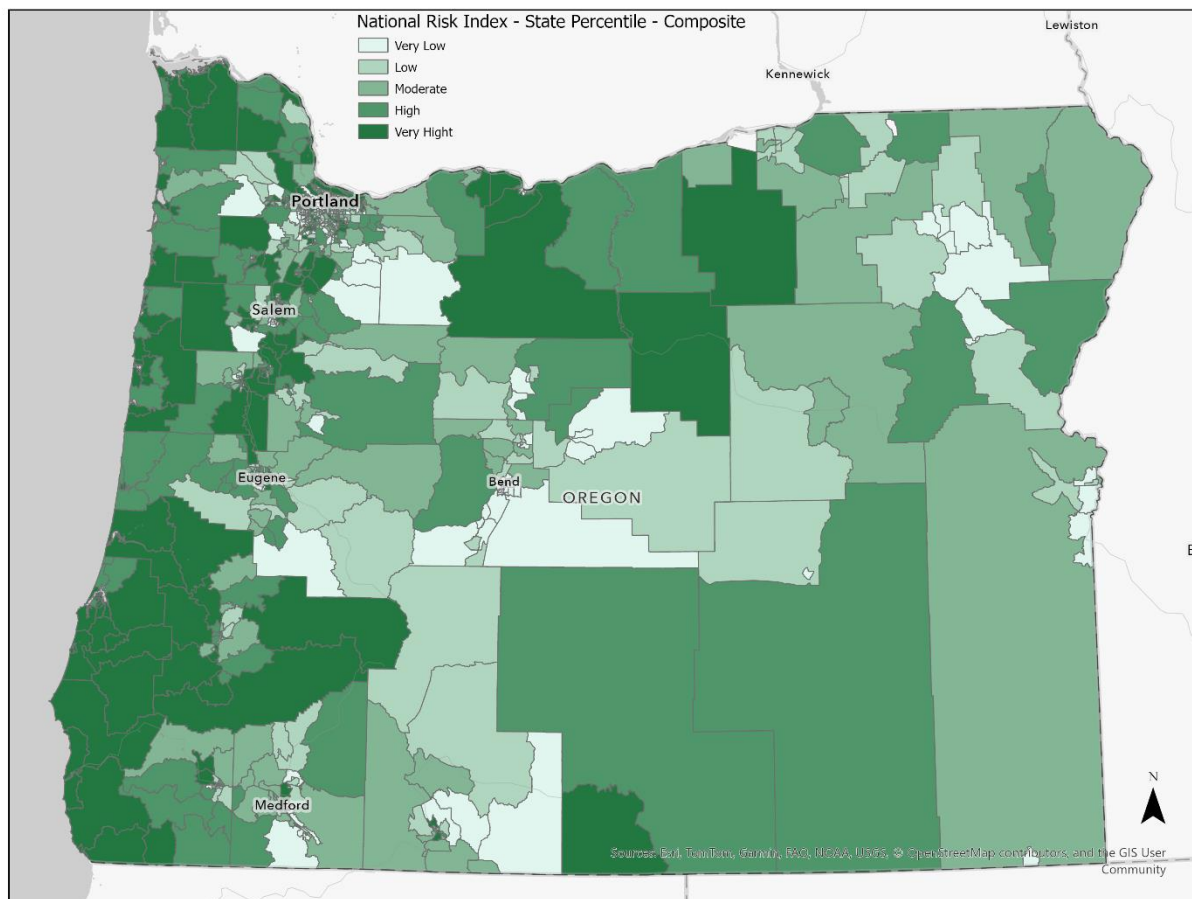 National Risk Index - State Percentile - Composite
Very Low
Low
Moderate
High
Very Hight
Lewiston
Kennewick
Portland
Salem
Eugene
Bend
OREGON
Medford
N
Sources: Esri, TomTom, Garmin, FAO, NOAA, USGS, © OpenStreetMap contributors, and the GIS User
Community